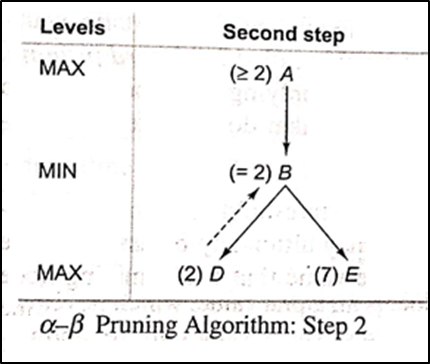 Levels Second step
MAX (≥ 2) A
MIN (= 2) B
MAX (2) D (7) E
α–β Pruning Algorithm: Step 2